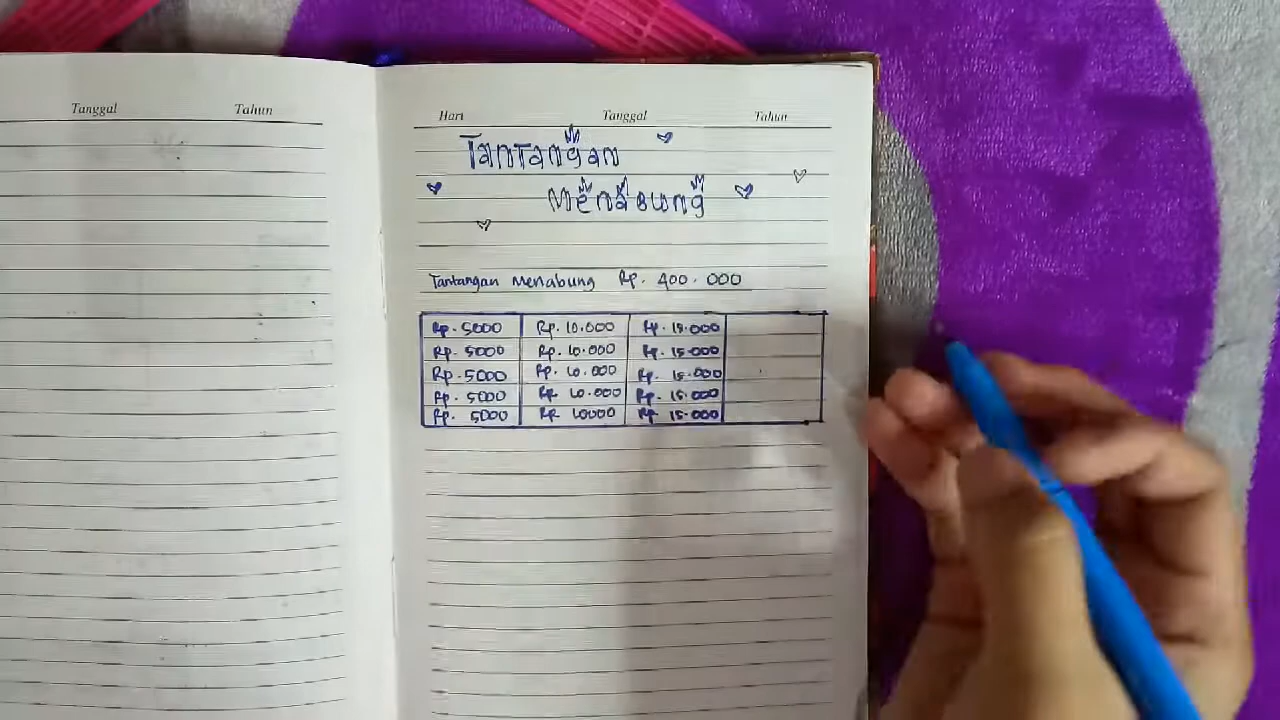 Tanggal Tahun
Hari Tanggal Tahun
Tantangan
Menabung
Tantangan Menabung Rp. 400.000
Rp. 5000 Rp. 10.000 Rp. 15.000
Rp. 5000 Rp. 10.000 Rp. 15.000
Rp. 5000 Rp. 10.000 Rp. 15.000
Rp. 5000 Rp 10.000 Rp. 15.000
Rp. 5000 Rp 10000 Rp. 15.000